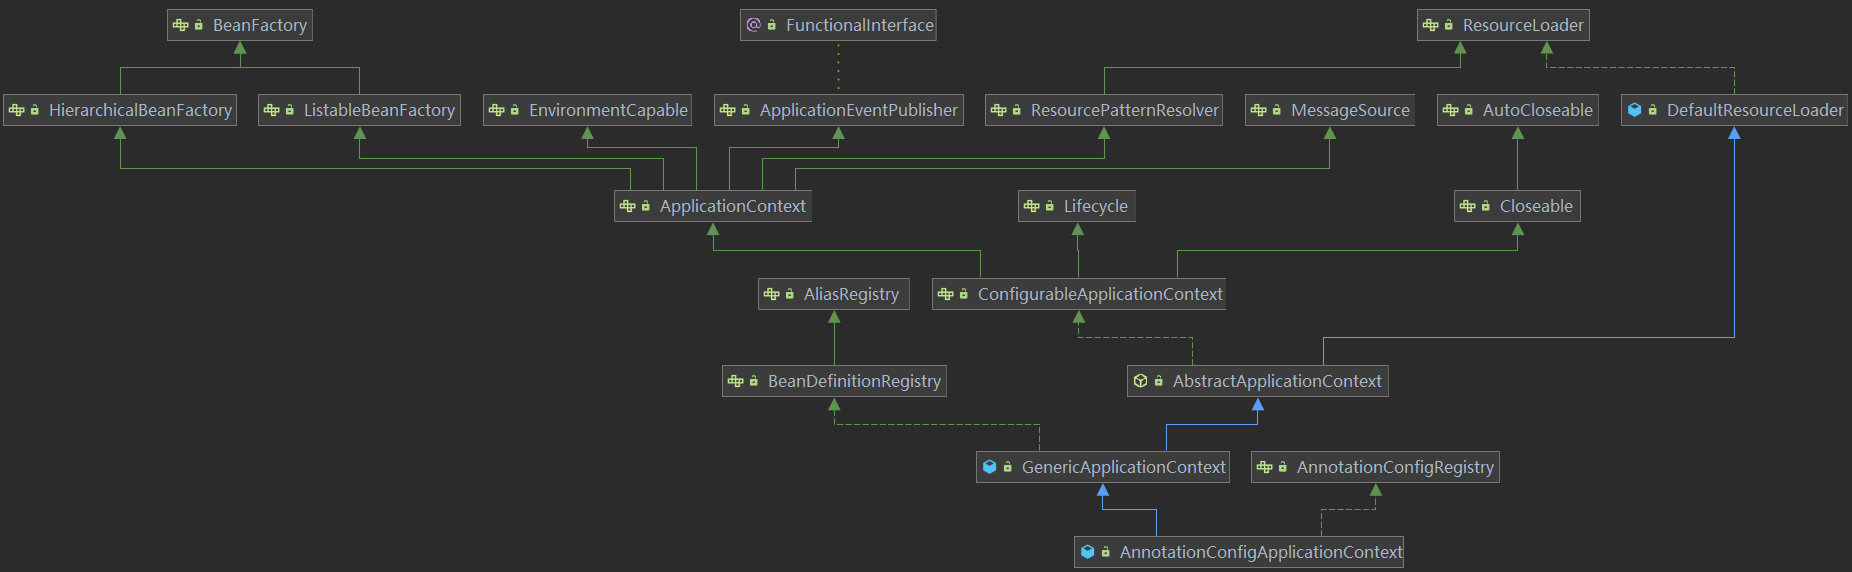 BeanFactory
FunctionalInterface
ResourceLoader
HierarchicalBeanFactory
ListableBeanFactory
EnvironmentCapable
ApplicationEventPublisher
ResourcePatternResolver
MessageSource
AutoCloseable
DefaultResourceLoader
ApplicationContext
Lifecycle
Closeable
AliasRegistry
ConfigurableApplicationContext
BeanDefinitionRegistry
AbstractApplicationContext
GenericApplicationContext
AnnotationConfigRegistry
AnnotationConfigApplicationContext